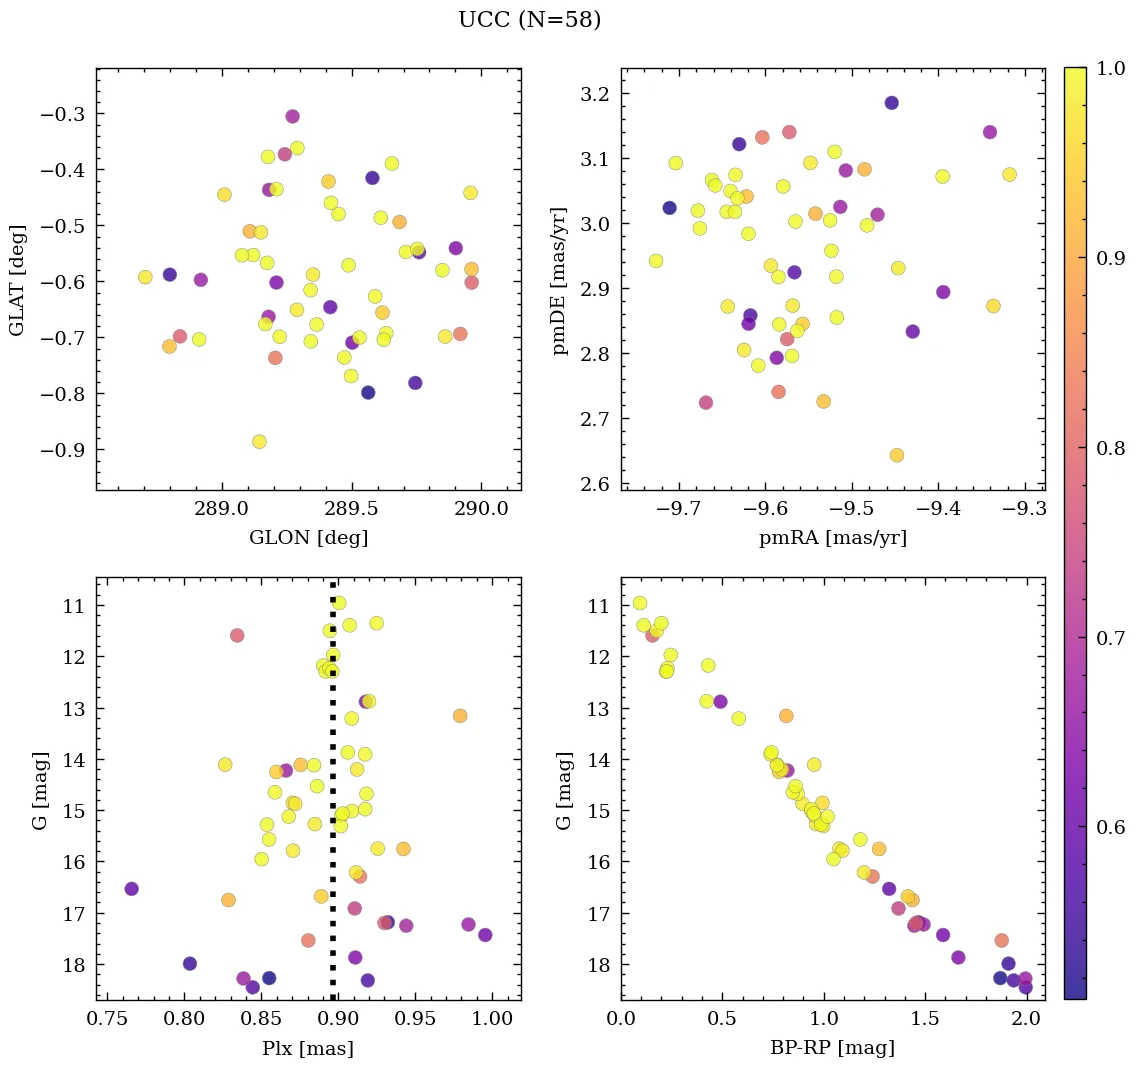 UCC (N=58)
−0.3
−0.4
−0.5
−0.6
−0.7
−0.8
−0.9
GLAT [deg]
289.0 289.5 290.0
GLON [deg]
3.2
3.1
3.0
2.9
2.8
2.7
2.6
pmDE [mas/yr]
−9.7 −9.6 −9.5 −9.4 −9.3
pmRA [mas/yr]
1.0
0.9
0.8
0.7
0.6
11
12
13
14
15
16
17
18
G [mag]
0.75 0.80 0.85 0.90 0.95 1.00
Plx [mas]
11
12
13
14
15
16
17
18
G [mag]
0.0 0.5 1.0 1.5 2.0
BP-RP [mag]